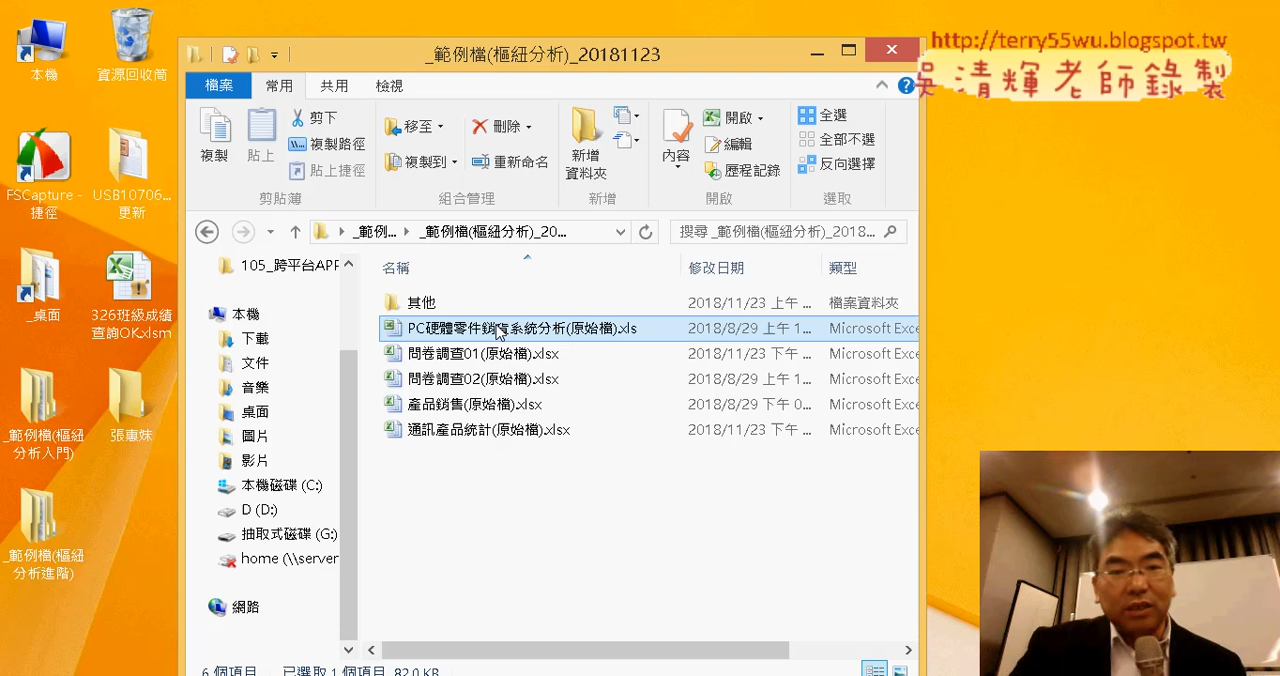 http://terry55wu.blogspot.tw
吳清輝老師錄製
本機
資源回收筒
FSCapture - 捷徑
USB10706... 更新
_桌面
326班級成績查詢OK.xlsm
_範例檔(樞紐分析入門)
張惠妹
_範例檔(樞紐分析進階)
_範例檔(樞紐分析)_20181123
檔案 常用 共用 檢視
複製
貼上
剪下
複製路徑
貼上捷徑
剪貼簿
移至
複製到
刪除
重新命名
組合管理
新增資料夾
新增
內容
開啟
編輯
歷程記錄
開啟
全選
全部不選
反向選擇
選取
_範例... _範例檔(樞紐分析)_20...
搜尋 _範例檔(樞紐分析)_2018...
105_跨平台APP
本機
下載
文件
音樂
桌面
圖片
影片
本機磁碟 (C:)
D (D:)
抽取式磁碟 (G:)
home (\\server
網路
名稱 修改日期 類型
其他 2018/11/23 上午 ... 檔案資料夾
PC硬體零件銷售系統分析(原始檔).xls 2018/8/29 上午 1... Microsoft Exce
問卷調查01(原始檔).xlsx 2018/11/23 下午 ... Microsoft Exce
問卷調查02(原始檔).xlsx 2018/8/29 上午 1... Microsoft Exce
產品銷售(原始檔).xlsx 2018/8/29 下午 0... Microsoft Exce
通訊產品統計(原始檔).xlsx 2018/11/23 下午 ... Microsoft Exce
6 個項目 已選取 1 個項目 82.0 KB